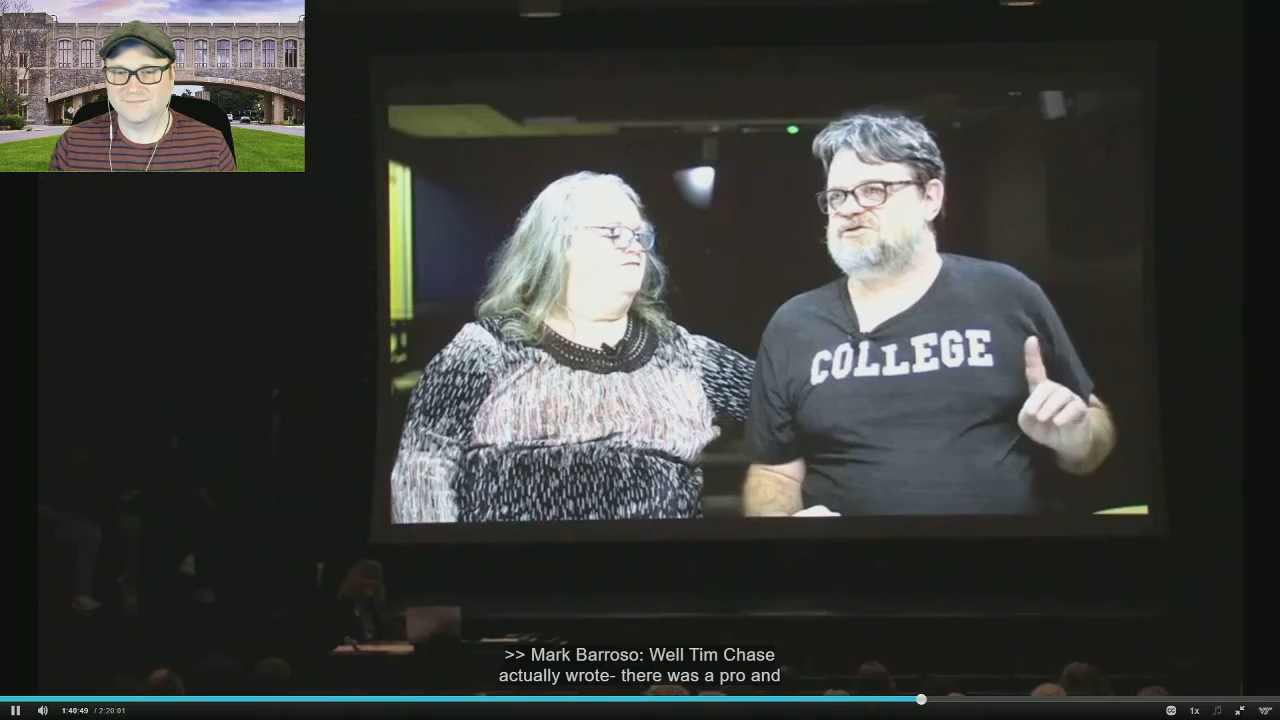 COLLEGE
>> Mark Barroso: Well Tim Chase
actually wrote- there was a pro and
1:40:49 / 2:20:01
CC
1x